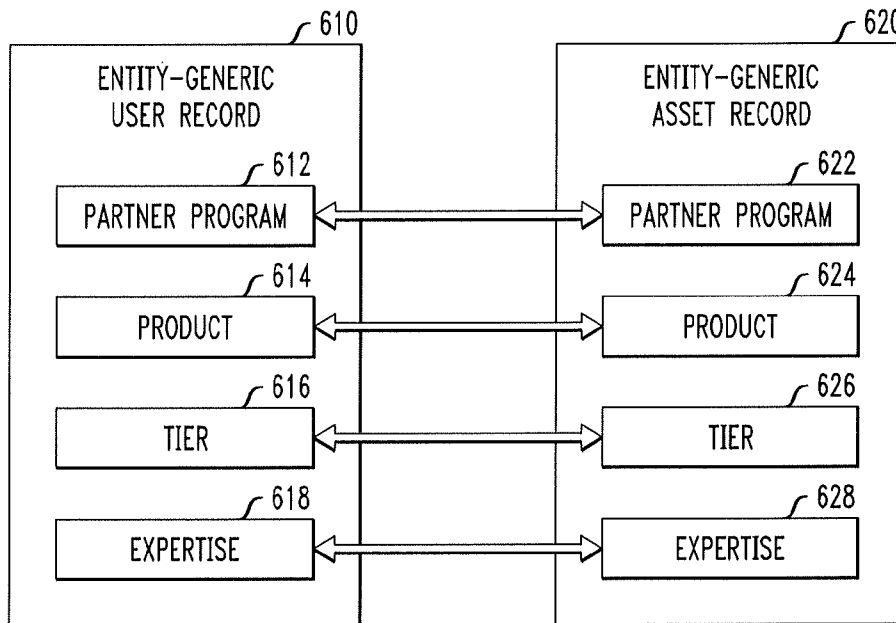 610
ENTITY-GENERIC
USER RECORD
612
PARTNER PROGRAM
614
PRODUCT
616
TIER
618
EXPERTISE
620
ENTITY-GENERIC
ASSET RECORD
622
PARTNER PROGRAM
624
PRODUCT
626
TIER
628
EXPERTISE